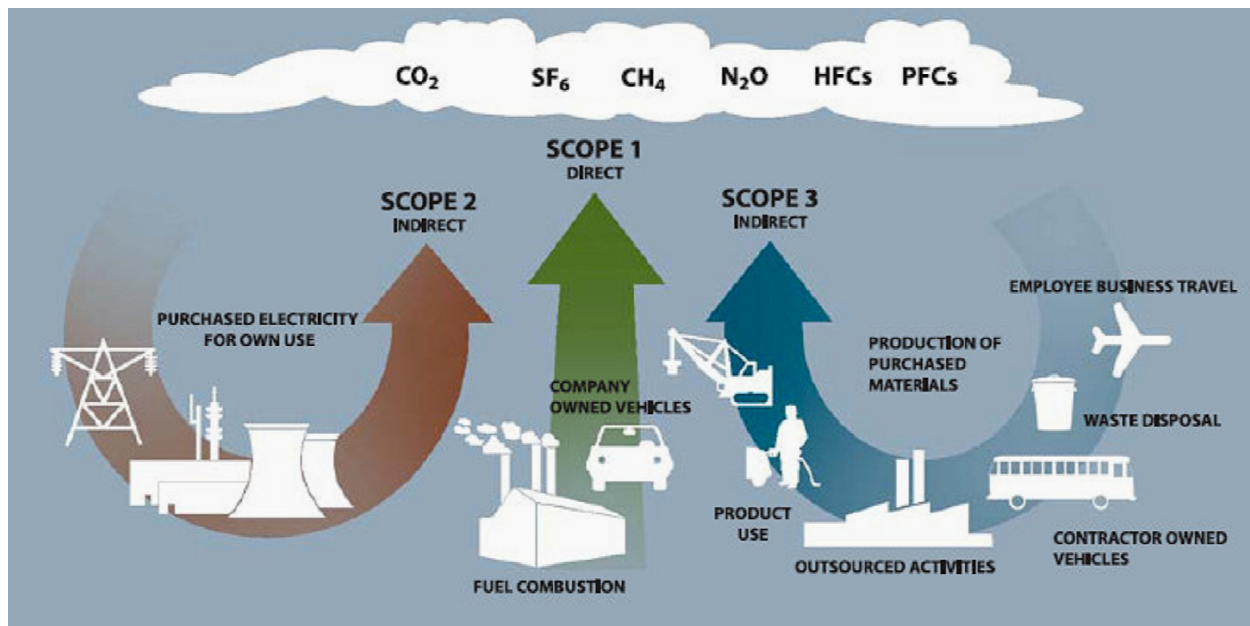 CO2 SF6 CH4 N2O HFCs PFCs
SCOPE 1
DIRECT
SCOPE 2
INDIRECT
SCOPE 3
INDIRECT
PURCHASED ELECTRICITY
FOR OWN USE
COMPANY
OWNED VEHICLES
FUEL COMBUSTION
EMPLOYEE BUSINESS TRAVEL
PRODUCTION OF
PURCHASED
MATERIALS
WASTE DISPOSAL
PRODUCT
USE
OUTSOURCED ACTIVITIES
CONTRACTOR OWNED
VEHICLES